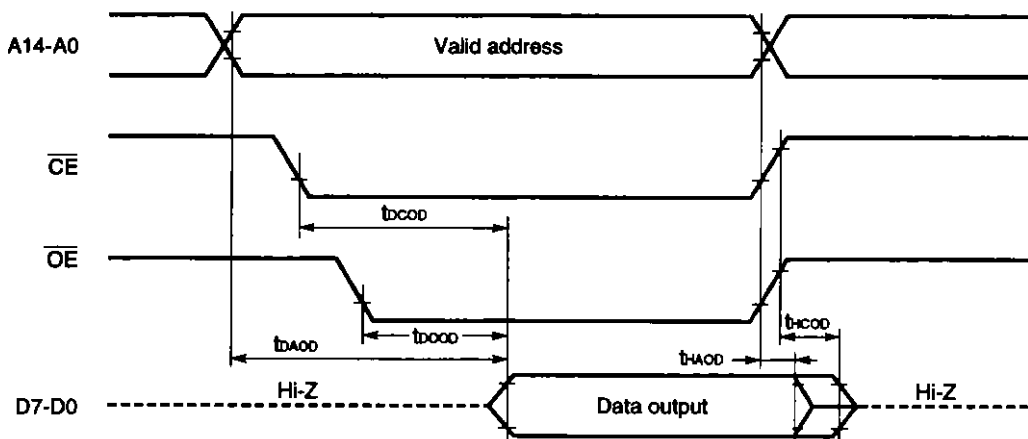 A14-A0
Valid address
CE
tDCOD
OE
tHCOD
tDOOD
tDAOD
tHAOD
Hi-Z
Hi-Z
D7-D0
Data output